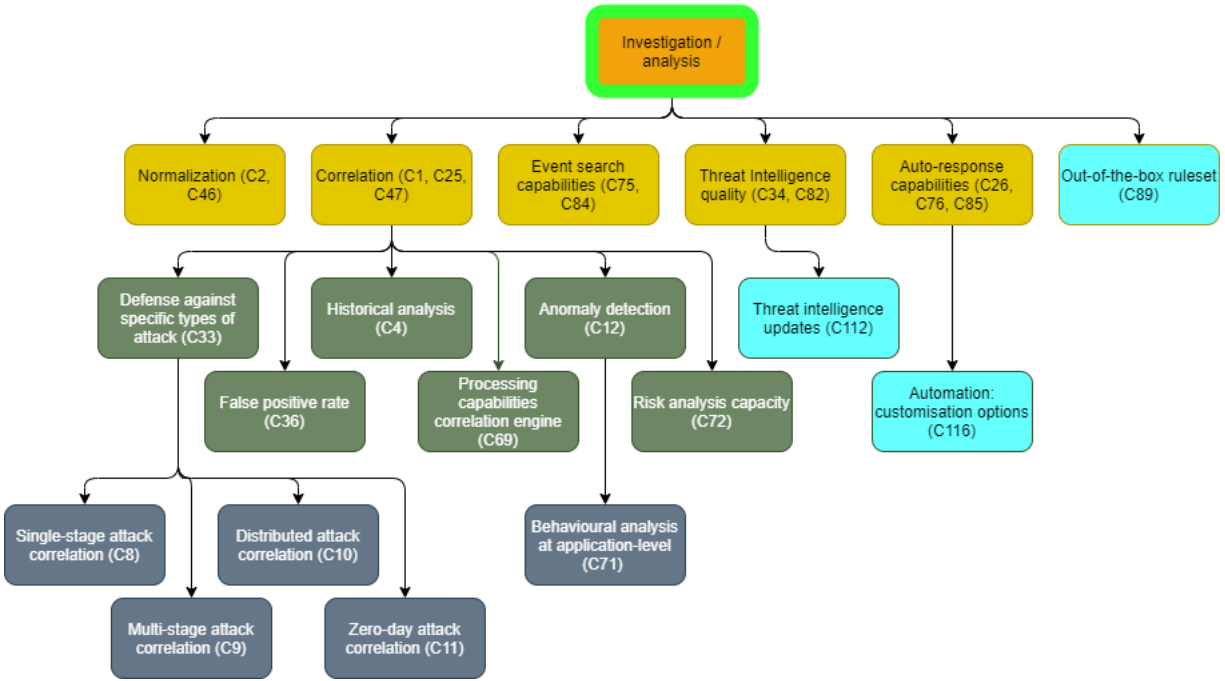 Investigation /
analysis
Normalization (C2,
C46)
Correlation (C1, C25,
C47)
Event search
capabilities (C75,
C84)
Threat Intelligence
quality (C34, C82)
Auto-response
capabilities (C26,
C76, C85)
Out-of-the-box ruleset
(C89)
Defense against
specific types of
attack (C33)
Historical analysis
(C4)
Anomaly detection
(C12)
Threat intelligence
updates (C112)
False positive rate
(C36)
Processing
capabilities
correlation engine
(C69)
Risk analysis capacity
(C72)
Automation:
customisation options
(C116)
Single-stage attack
correlation (C8)
Distributed attack
correlation (C10)
Behavioural analysis
at application-level
(C71)
Multi-stage attack
correlation (C9)
Zero-day attack
correlation (C11)